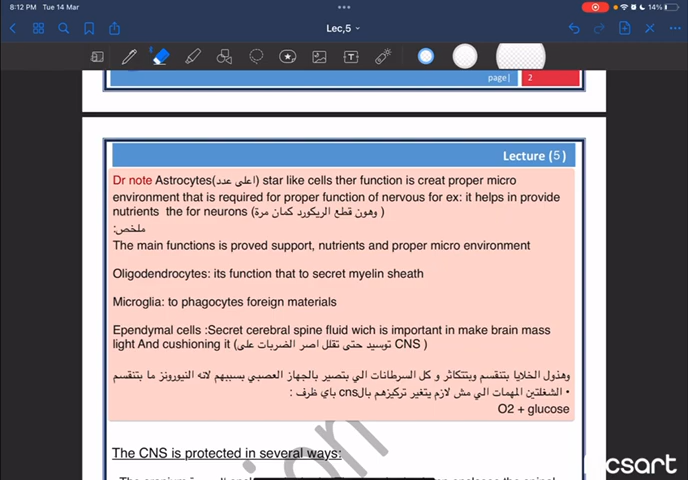 8:12 PM Tue 14 Mar
14%
Lec,5
page| 2
Lecture (5)
Dr note Astrocytes(اعلى عدد) star like cells ther function is creat proper micro
environment that is required for proper function of nervous for ex: it helps in provide
nutrients the for neurons (وهون قطع الريكورد كمان مرة )
ملخص:
The main functions is proved support, nutrients and proper micro environment
Oligodendrocytes: its function that to secret myelin sheath
Microglia: to phagocytes foreign materials
Ependymal cells :Secret cerebral spine fluid wich is important in make brain mass
light And cushioning it (توسيد حتى تقلل اصر الضربات على CNS )
وهذول الخلايا بتنقسم وبتتكاثر و كل السرطانات الي بتصير بالجهاز العصبي بسببهم لانه النيورونز ما بتنقسم
• الشغلتين المهمات الي مش لازم يتغير تركيزهم بالcns باي ظرف :
O2 + glucose
The CNS is protected in several ways:
csart